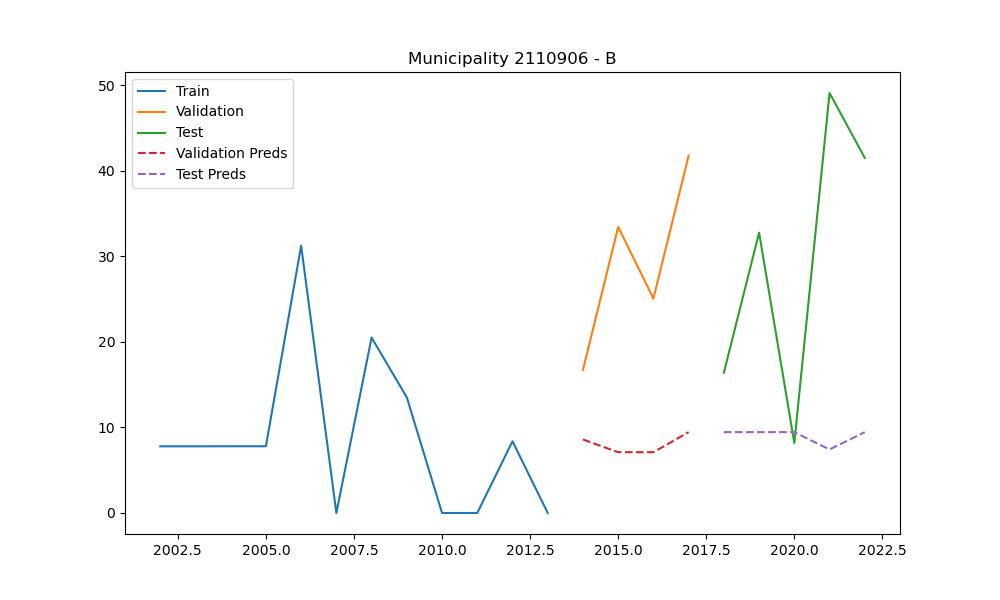 Municipality 2110906 - B
Train
Validation
Test
Validation Preds
Test Preds
50
40
30
20
10
0
2002.5 2005.0 2007.5 2010.0 2012.5 2015.0 2017.5 2020.0 2022.5